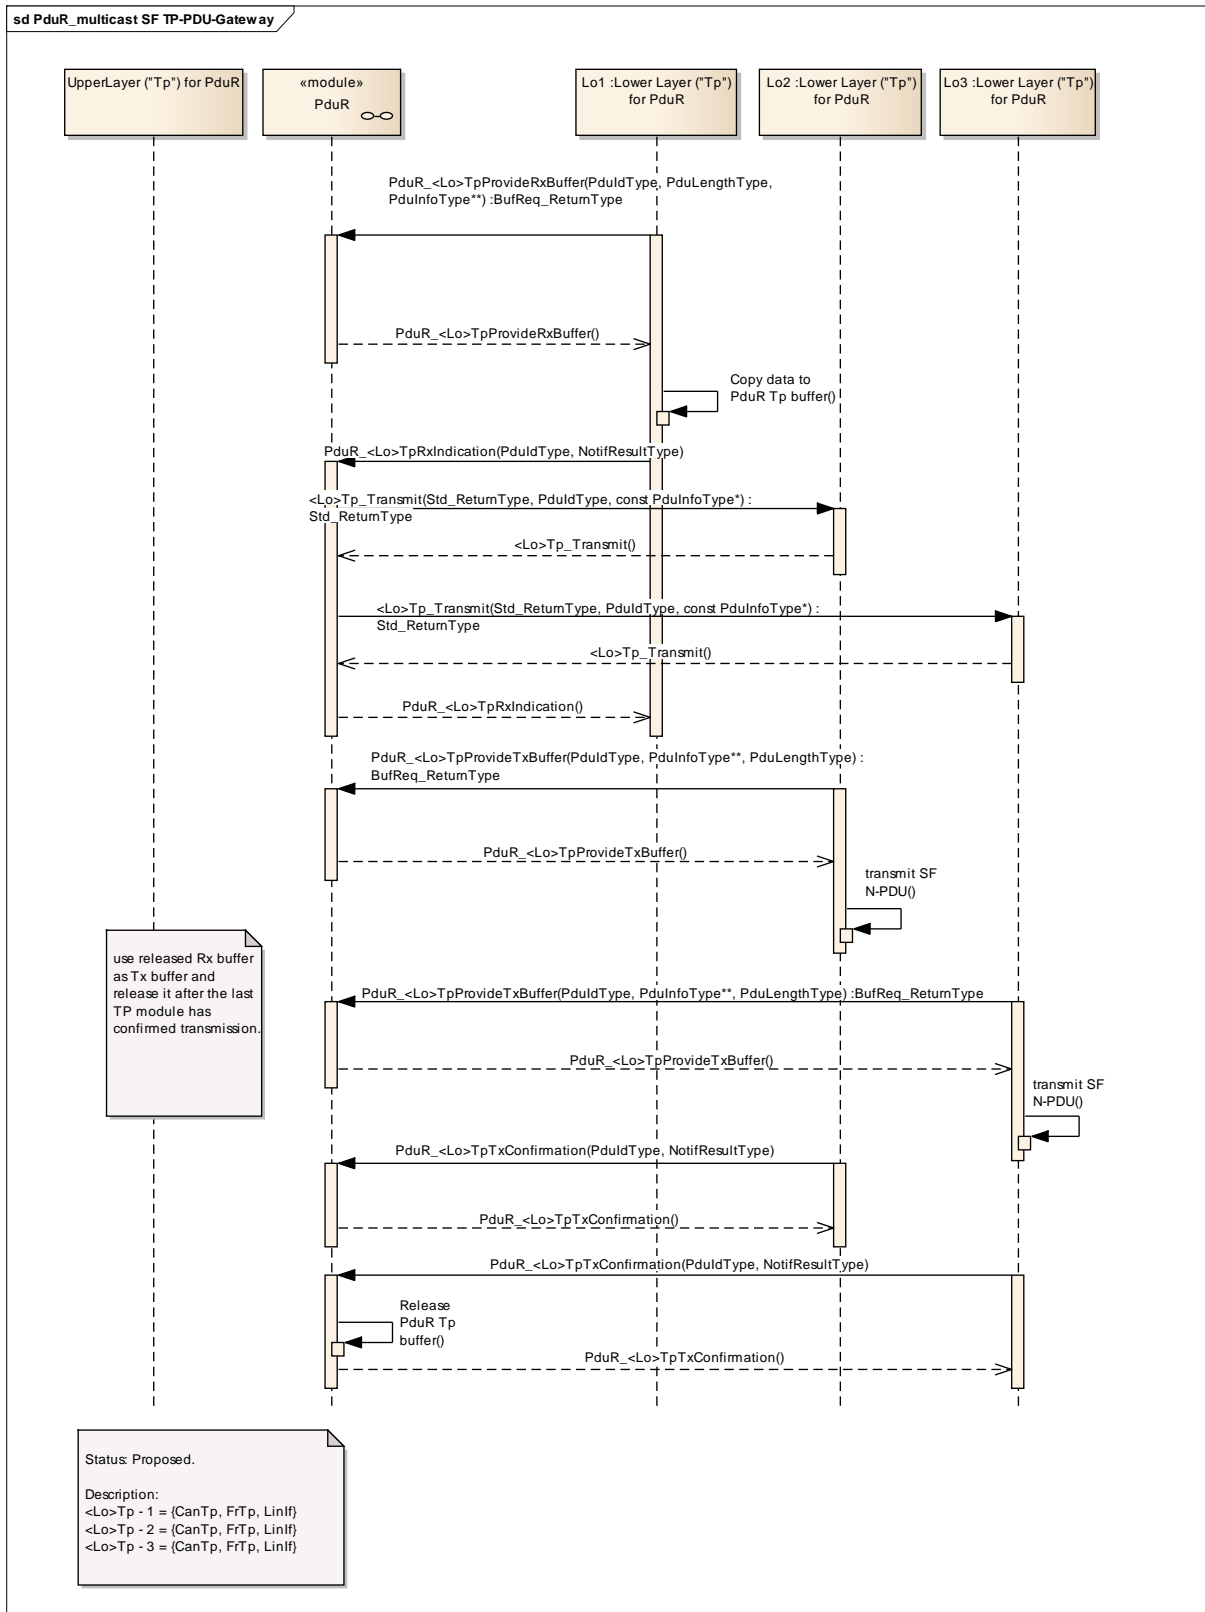 sd PduR_multicast SF TP-PDU-Gateway
UpperLayer ("Tp") for PduR
«module»
PduR
Lo1 :Lower Layer ("Tp")
for PduR
Lo2 :Lower Layer ("Tp")
for PduR
Lo3 :Lower Layer ("Tp")
for PduR
PduR_<Lo>TpProvideRxBuffer(PduIdType, PduLengthType,
PduInfoType**) :BufReq_ReturnType
PduR_<Lo>TpProvideRxBuffer()
Copy data to
PduR Tp buffer()
PduR_<Lo>TpRxIndication(PduIdType, NotifResultType)
<Lo>Tp_Transmit(Std_ReturnType, PduIdType, const PduInfoType*) :
Std_ReturnType
<Lo>Tp_Transmit()
<Lo>Tp_Transmit(Std_ReturnType, PduIdType, const PduInfoType*) :
Std_ReturnType
<Lo>Tp_Transmit()
PduR_<Lo>TpRxIndication()
PduR_<Lo>TpProvideTxBuffer(PduIdType, PduInfoType**, PduLengthType) :
BufReq_ReturnType
PduR_<Lo>TpProvideTxBuffer()
transmit SF
N-PDU()
use released Rx buffer
as Tx buffer and
release it after the last
TP module has
confirmed transmission.
PduR_<Lo>TpProvideTxBuffer(PduIdType, PduInfoType**, PduLengthType) :BufReq_ReturnType
PduR_<Lo>TpProvideTxBuffer()
transmit SF
N-PDU()
PduR_<Lo>TpTxConfirmation(PduIdType, NotifResultType)
PduR_<Lo>TpTxConfirmation()
PduR_<Lo>TpTxConfirmation(PduIdType, NotifResultType)
Release
PduR Tp
buffer()
PduR_<Lo>TpTxConfirmation()
Status: Proposed.
Description:
<Lo>Tp - 1 = {CanTp, FrTp, LinIf}
<Lo>Tp - 2 = {CanTp, FrTp, LinIf}
<Lo>Tp - 3 = {CanTp, FrTp, LinIf}